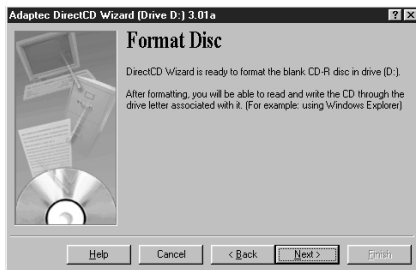 Adaptec DirectCD Wizard (Drive D:) 3.01a
Format Disc
DirectCD Wizard is ready to format the blank CD-R disc in drive (D:).
After formatting, you will be able to read and write the CD through the
drive letter associated with it. (For example: using Windows Explorer)
Help Cancel < Back Next > Finish